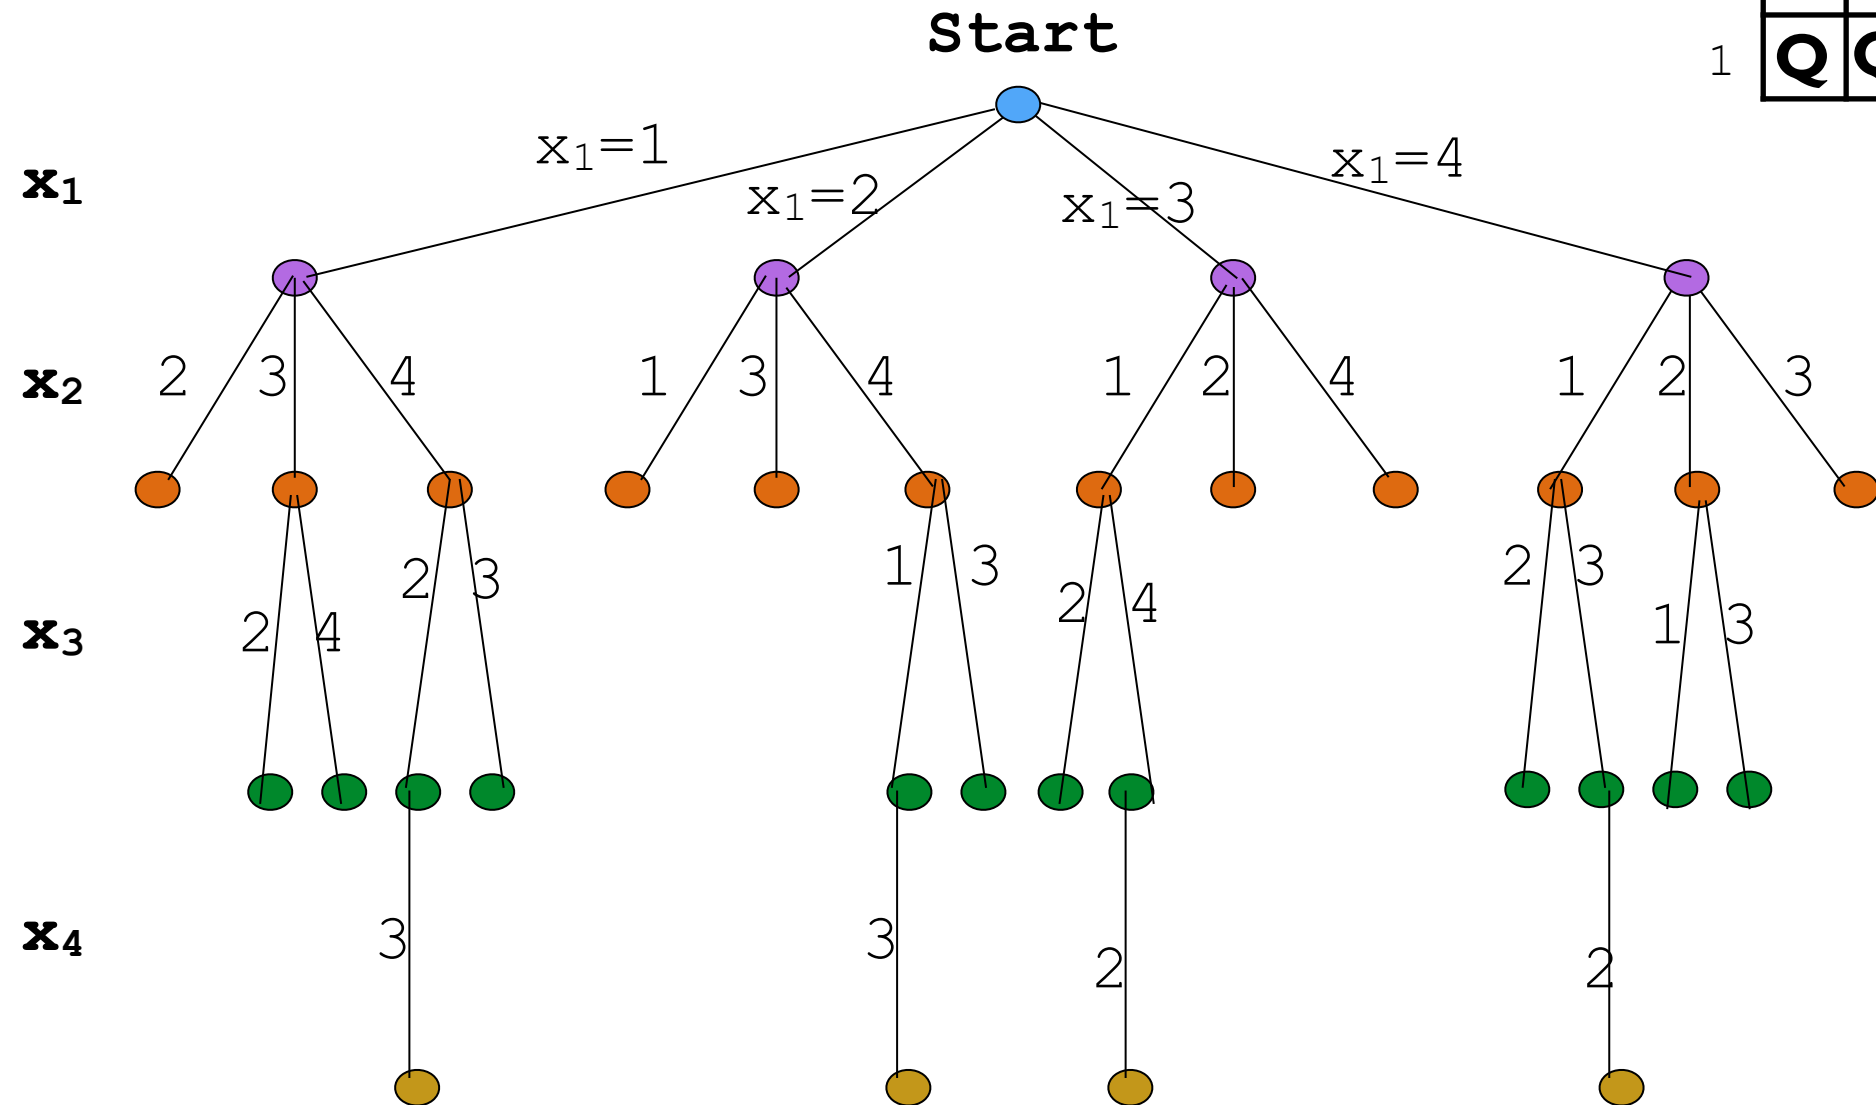 Start
1 Q
x₁=1 x₁=2 x₁=3 x₁=4
x₁
x₂ 2 3 4 1 3 4 1 2 4 1 2 3
2 3 1 3 2 3
x₃ 2 4 2 4 1 3
x₄ 3 3 2 2